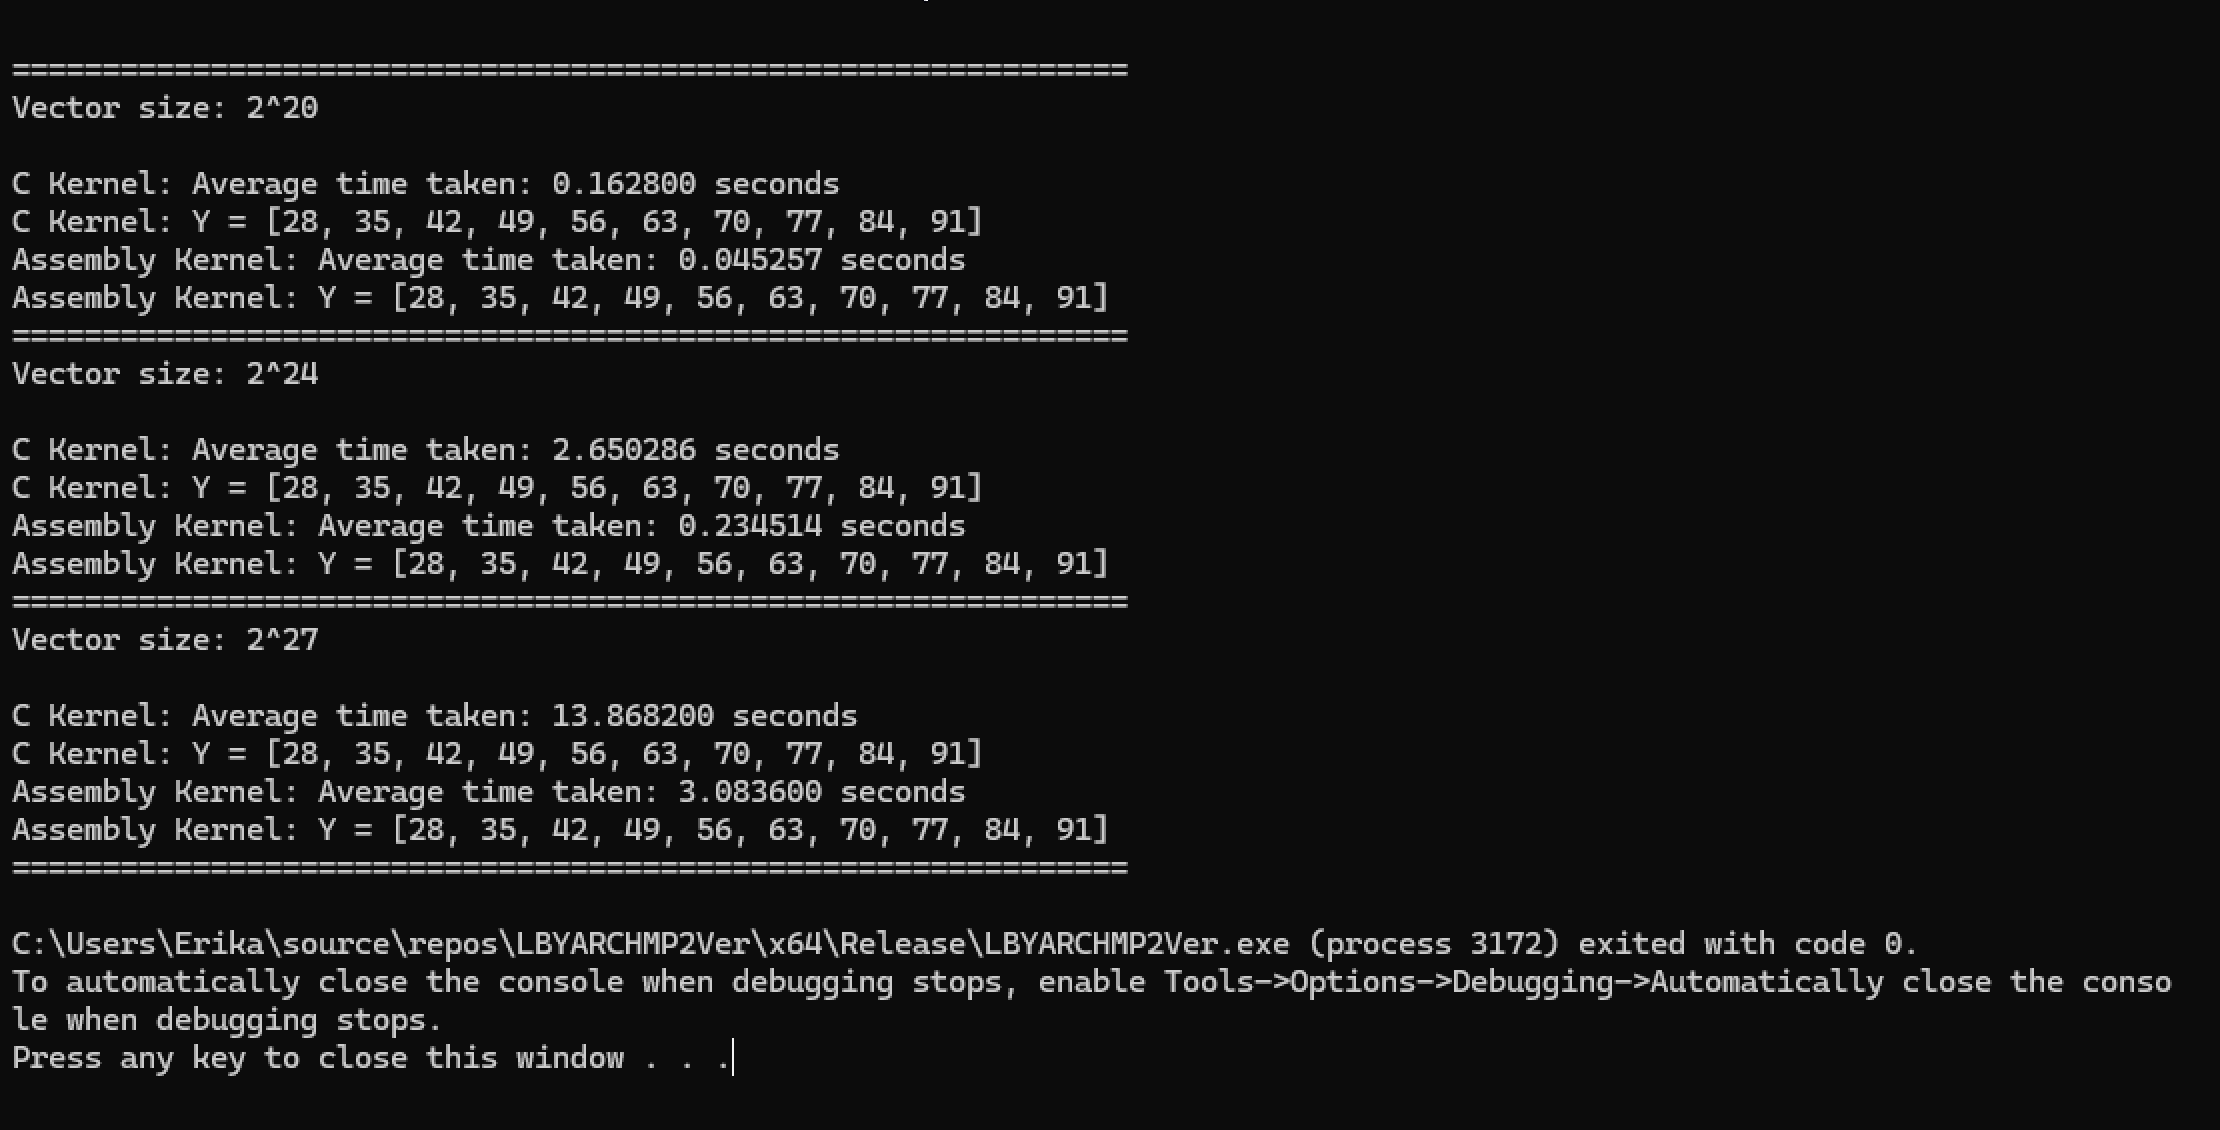 ==============================================================
Vector size: 2^20
C Kernel: Average time taken: 0.162800 seconds
C Kernel: Y = [28, 35, 42, 49, 56, 63, 70, 77, 84, 91]
Assembly Kernel: Average time taken: 0.045257 seconds
Assembly Kernel: Y = [28, 35, 42, 49, 56, 63, 70, 77, 84, 91]
==============================================================
Vector size: 2^24
C Kernel: Average time taken: 2.650286 seconds
C Kernel: Y = [28, 35, 42, 49, 56, 63, 70, 77, 84, 91]
Assembly Kernel: Average time taken: 0.234514 seconds
Assembly Kernel: Y = [28, 35, 42, 49, 56, 63, 70, 77, 84, 91]
==============================================================
Vector size: 2^27
C Kernel: Average time taken: 13.868200 seconds
C Kernel: Y = [28, 35, 42, 49, 56, 63, 70, 77, 84, 91]
Assembly Kernel: Average time taken: 3.083600 seconds
Assembly Kernel: Y = [28, 35, 42, 49, 56, 63, 70, 77, 84, 91]
==============================================================
C:\Users\Erika\source\repos\LBYARCHMP2Ver\x64\Release\LBYARCHMP2Ver.exe (process 3172) exited with code 0.
To automatically close the console when debugging stops, enable Tools->Options->Debugging->Automatically close the conso
le when debugging stops.
Press any key to close this window . . .